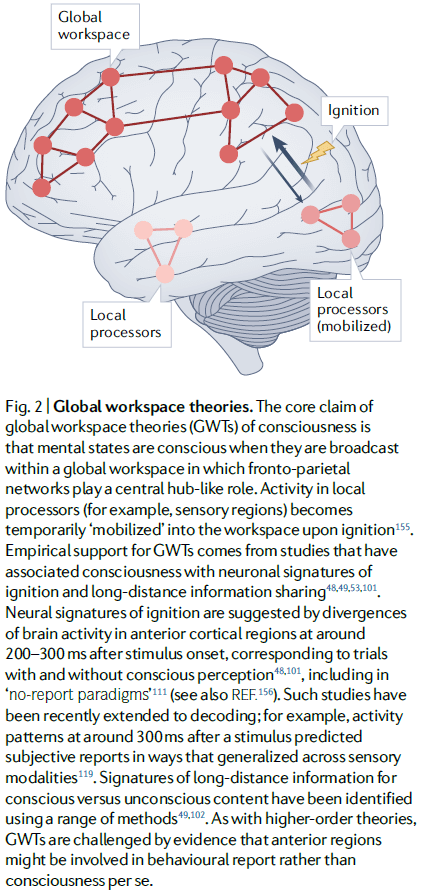 Global
workspace
Ignition
Local
processors
Local
processors
(mobilized)
Fig. 2 | Global workspace theories. The core claim of
global workspace theories (GWTs) of consciousness is
that mental states are conscious when they are broadcast
within a global workspace in which fronto-parietal
networks play a central hub-like role. Activity in local
processors (for example, sensory regions) becomes
temporarily ‘mobilized’ into the workspace upon ignition155.
Empirical support for GWTs comes from studies that have
associated consciousness with neuronal signatures of
ignition and long-distance information sharing48,49,53,101.
Neural signatures of ignition are suggested by divergences
of brain activity in anterior cortical regions at around
200–300 ms after stimulus onset, corresponding to trials
with and without conscious perception48,101, including in
‘no-report paradigms’111 (see also REF.156). Such studies have
been recently extended to decoding; for example, activity
patterns at around 300 ms after a stimulus predicted
subjective reports in ways that generalized across sensory
modalities119. Signatures of long-distance information for
conscious versus unconscious content have been identified
using a range of methods49,102. As with higher-order theories,
GWTs are challenged by evidence that anterior regions
might be involved in behavioural report rather than
consciousness per se.